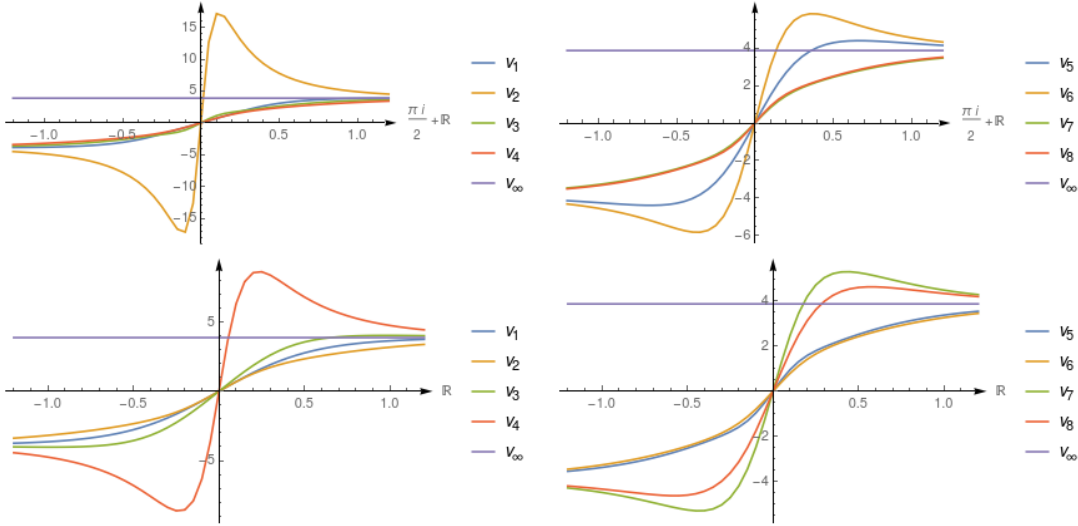 15
10
5
-5
-10
-15
-1.0 -0.5 0.5 1.0
πi/2 + ℝ
v₁
v₂
v₃
v₄
v∞
4
2
-2
-4
-6
-1.0 -0.5 0.5 1.0
πi/2 + ℝ
v₅
v₆
v₇
v₈
v∞
5
-5
-1.0 -0.5 0.5 1.0
ℝ
v₁
v₂
v₃
v₄
v∞
4
2
-2
-4
-1.0 -0.5 0.5 1.0
ℝ
v₅
v₆
v₇
v₈
v∞